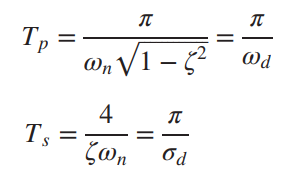 T_p = π / (ω_n √(1 − ζ²)) = π / ω_d
T_s = 4 / (ζω_n) = π / σ_d